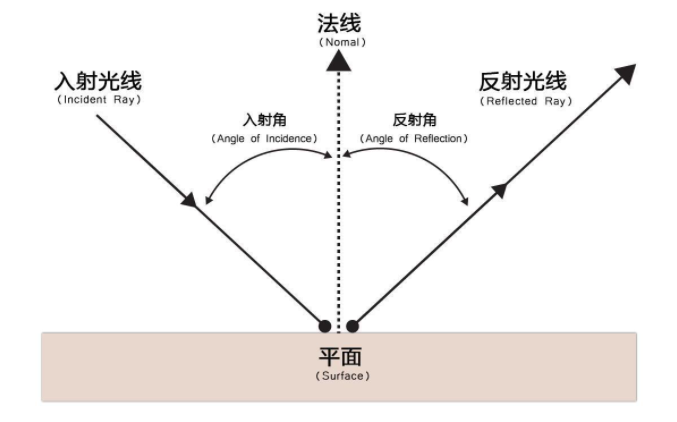 法线
(Nomal)
入射光线
(Incident Ray)
反射光线
(Reflected Ray)
入射角
(Angle of Incidence)
反射角
(Angle of Reflection)
平面
(Surface)